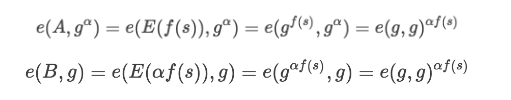 e(A, g^α) = e(E(f(s)), g^α) = e(g^{f(s)}, g^α) = e(g, g)^{αf(s)}
e(B, g) = e(E(αf(s)), g) = e(g^{αf(s)}, g) = e(g, g)^{αf(s)}